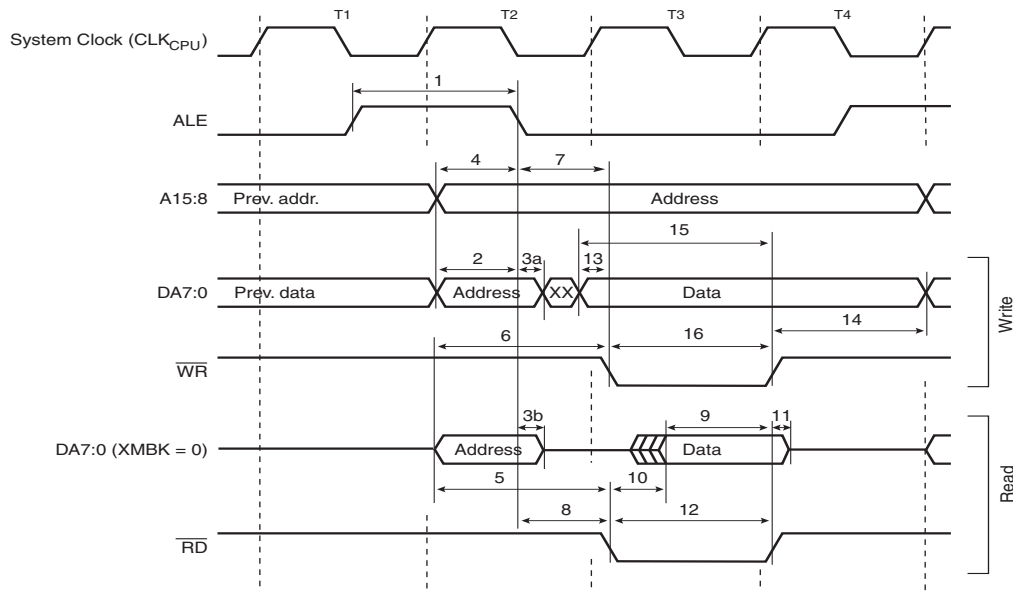 T1 T2 T3 T4
System Clock (CLKCPU)
1
ALE
4 7
A15:8 Prev. addr. Address
15
2 3a 13
DA7:0 Prev. data Address XX Data
14
6 16
WR
Write
3b 9 11
DA7:0 (XMBK = 0) Address Data
5 10
8 12
RD
Read